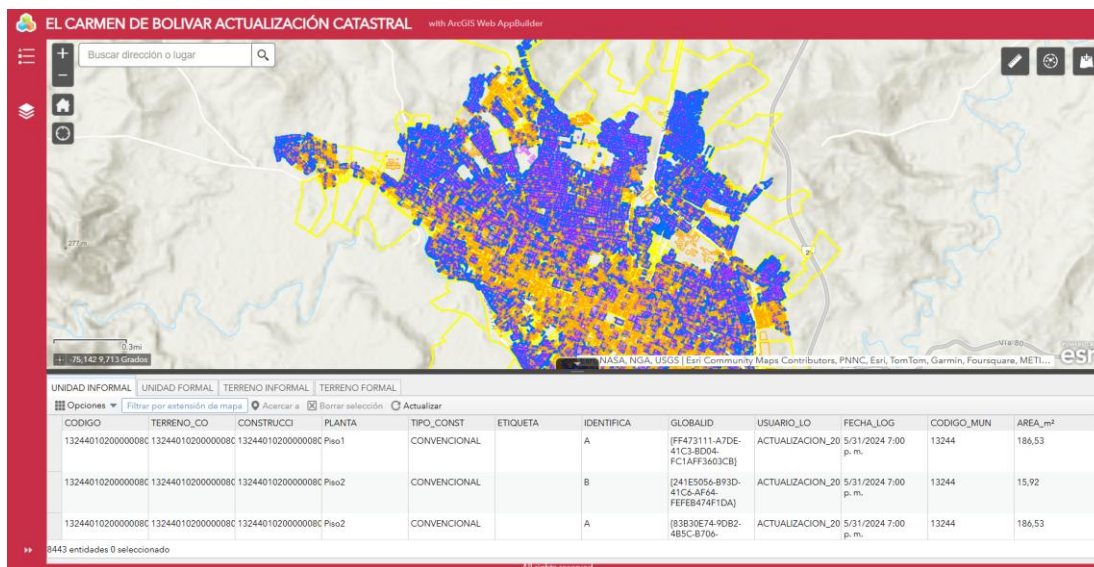 EL CARMEN DE BOLIVAR ACTUALIZACIÓN CATASTRAL with ArcGIS Web AppBuilder
Buscar dirección o lugar
277 m
0.3mi
-75,142 9,713 Grados
NASA, NGA, USGS | Esri Community Maps Contributors, PNNC, Esri, TomTom, Garmin, Foursquare, METI...
Vía 80
esri
UNIDAD INFORMAL UNIDAD FORMAL TERRENO INFORMAL TERRENO FORMAL
Opciones Filtrar por extensión de mapa Acercar a Borrar selección Actualizar
CODIGO TERRENO_CO CONSTRUCCI PLANTA TIPO_CONST ETIQUETA IDENTIFICA GLOBALID USUARIO_LO FECHA_LOG CODIGO_MUN AREA_m²
1324401020000008C 1324401020000008C 1324401020000008C Piso1 CONVENCIONAL A {FF473111-A7DE- ACTUALIZACION_20 5/31/2024 7:00 13244 186,53
41C3-BD04- p. m.
FC1AFF3603CB}
1324401020000008C 1324401020000008C 1324401020000008C Piso2 CONVENCIONAL B {241E5056-B93D- ACTUALIZACION_20 5/31/2024 7:00 13244 15,92
41C6-AF64- p. m.
FEFEB474F1DA}
1324401020000008C 1324401020000008C 1324401020000008C Piso2 CONVENCIONAL A {83B30E74-9DB2- ACTUALIZACION_20 5/31/2024 7:00 13244 186,53
4B5C-B706- p. m.
8443 entidades 0 seleccionado